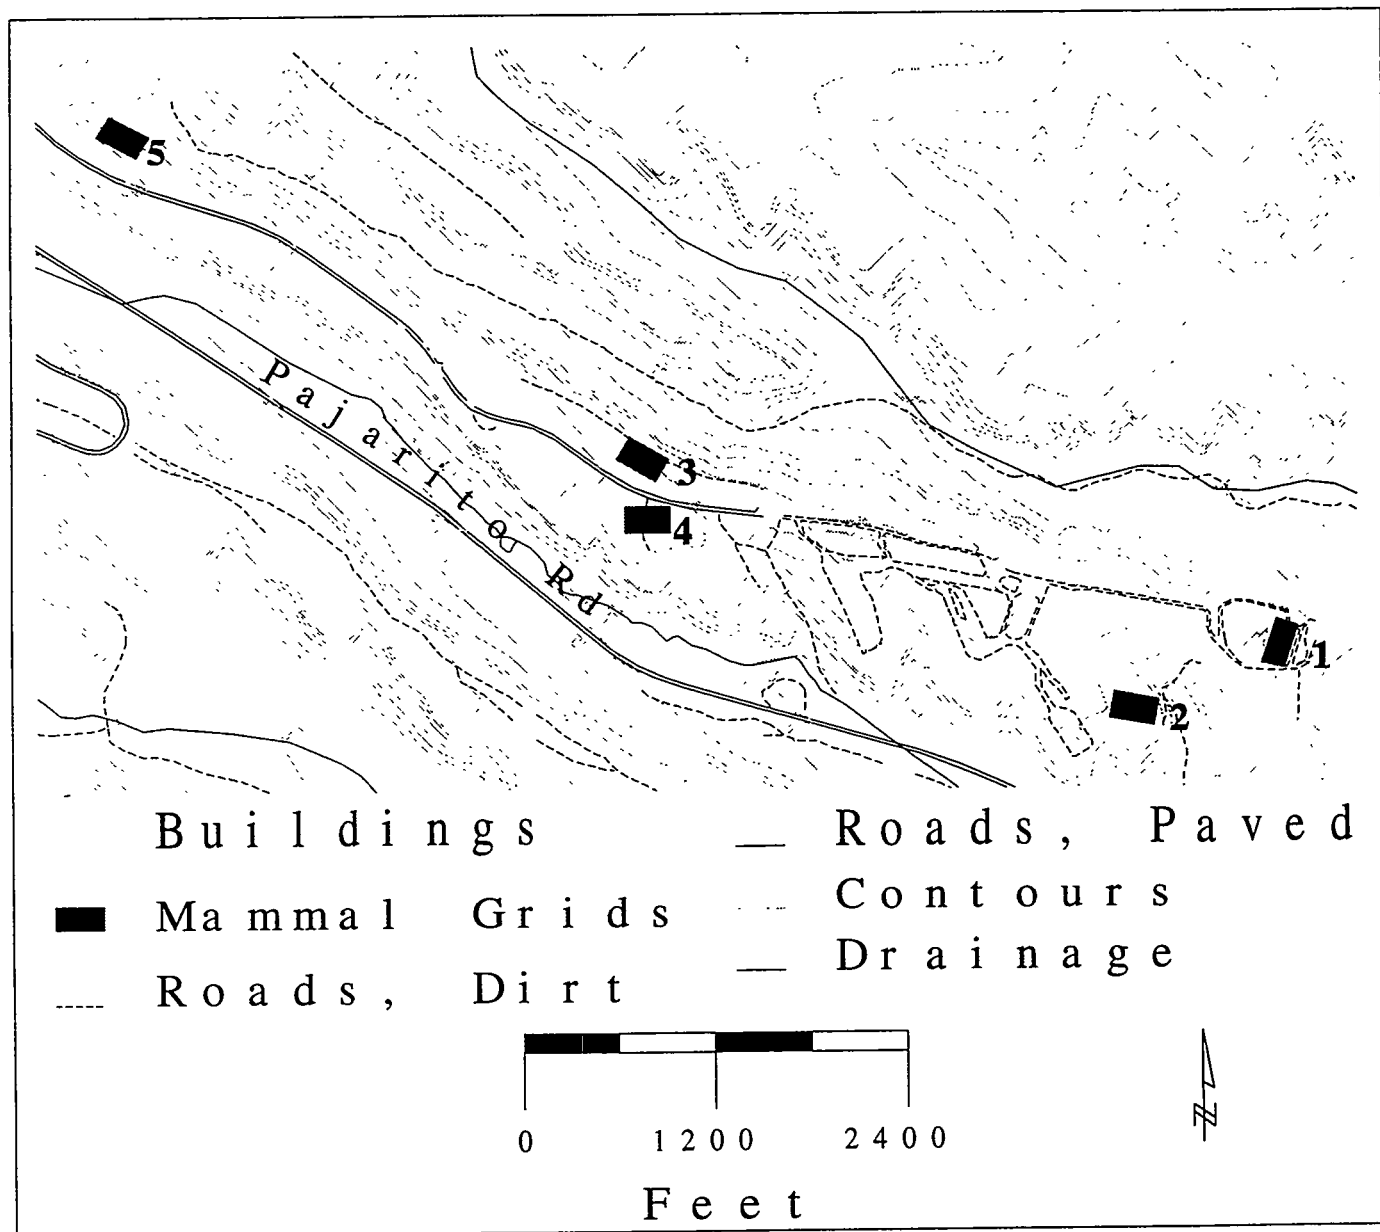 5
Pajarito Rd
3
4
1
2
Buildings
Mammal Grids
Roads, Dirt
Roads, Paved
Contours
Drainage
0 1200 2400
Feet
N